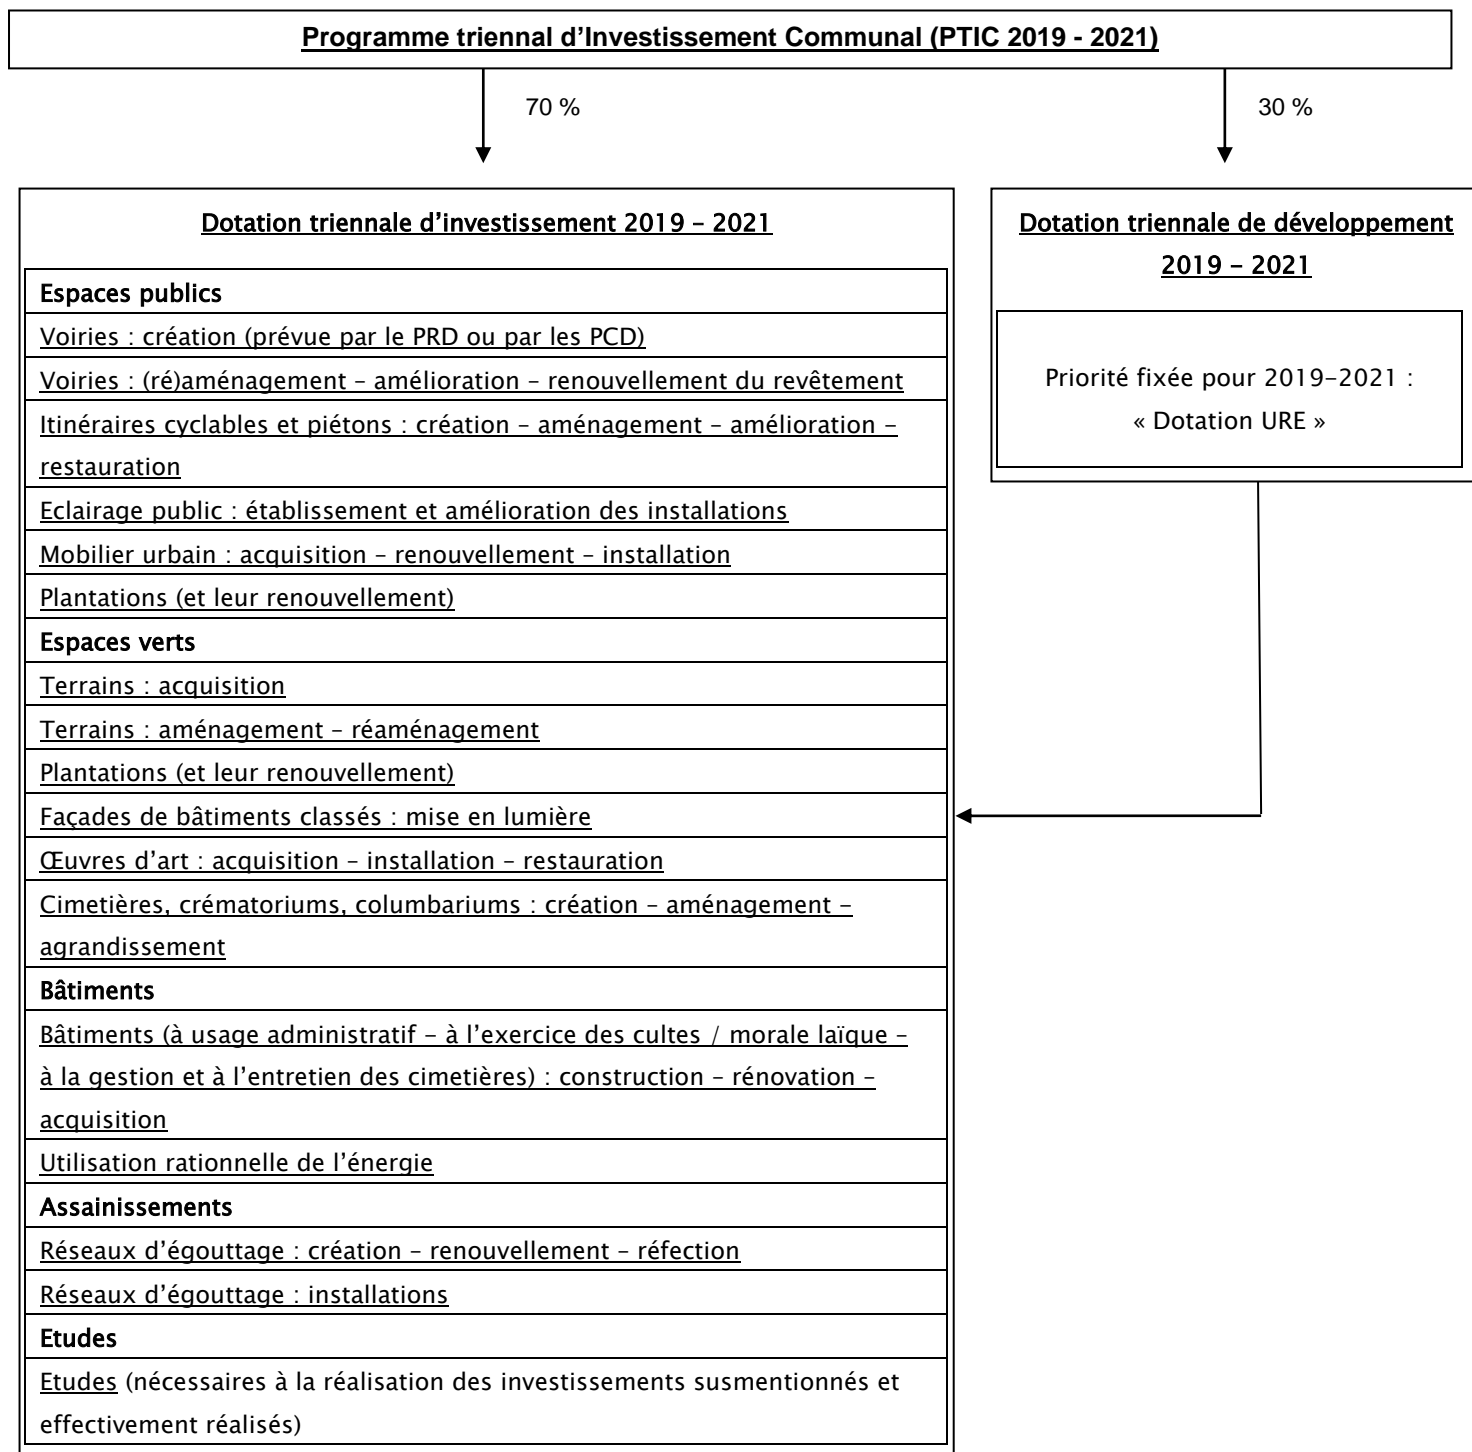 Programme triennal d’Investissement Communal (PTIC 2019 - 2021)
70 %
30 %
Dotation triennale d’investissement 2019 – 2021
Espaces publics
Voiries : création (prévue par le PRD ou par les PCD)
Voiries : (ré)aménagement – amélioration – renouvellement du revêtement
Itinéraires cyclables et piétons : création – aménagement – amélioration –
restauration
Eclairage public : établissement et amélioration des installations
Mobilier urbain : acquisition – renouvellement – installation
Plantations (et leur renouvellement)
Espaces verts
Terrains : acquisition
Terrains : aménagement – réaménagement
Plantations (et leur renouvellement)
Façades de bâtiments classés : mise en lumière
Œuvres d’art : acquisition – installation – restauration
Cimetières, crématoriums, columbariums : création – aménagement –
agrandissement
Bâtiments
Bâtiments (à usage administratif – à l’exercice des cultes / morale laïque –
à la gestion et à l’entretien des cimetières) : construction – rénovation –
acquisition
Utilisation rationnelle de l’énergie
Assainissements
Réseaux d’égouttage : création – renouvellement – réfection
Réseaux d’égouttage : installations
Etudes
Etudes (nécessaires à la réalisation des investissements susmentionnés et
effectivement réalisés)
Dotation triennale de développement
2019 – 2021
Priorité fixée pour 2019-2021 :
« Dotation URE »